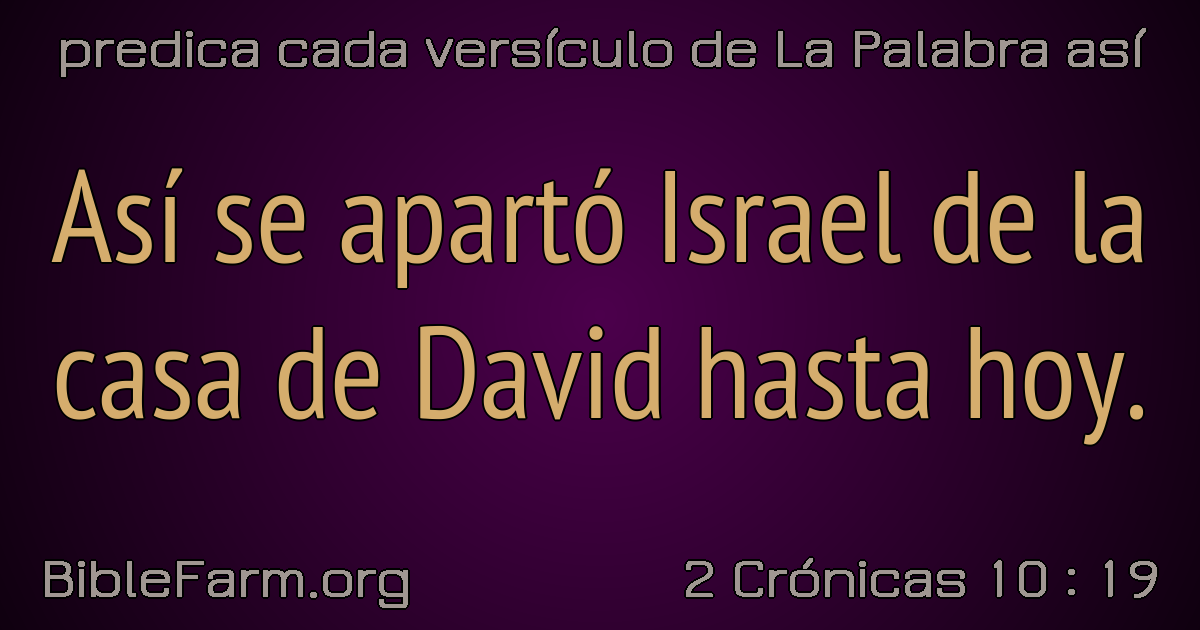 predica cada versículo de La Palabra así
Así se apartó Israel de la
casa de David hasta hoy.
BibleFarm.org
2 Crónicas 10 : 19